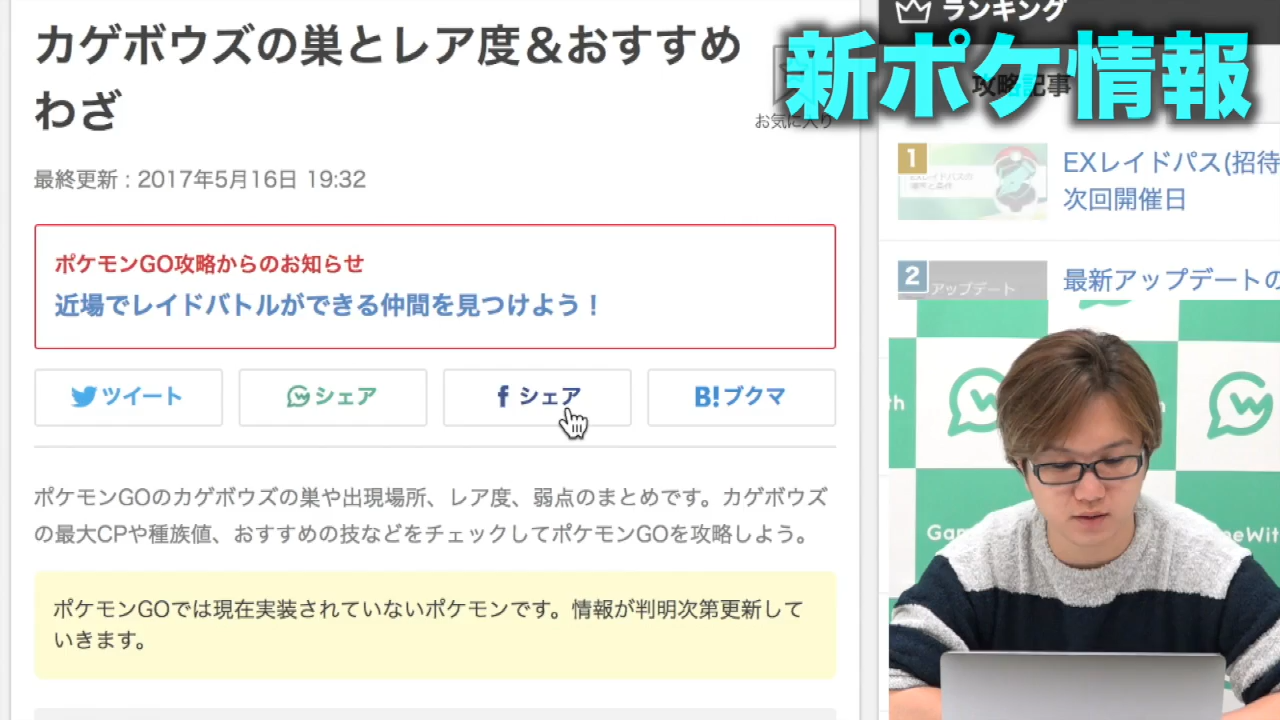 カゲボウズの巣とレア度&おすすめ
わざ
お気に入り
最終更新 : 2017年5月16日 19:32
ポケモンGO攻略からのお知らせ
近場でレイドバトルができる仲間を見つけよう！
ツイート
シェア
f シェア
B!ブクマ
ポケモンGOのカゲボウズの巣や出現場所、レア度、弱点のまとめです。カゲボウズ
の最大CPや種族値、おすすめの技などをチェックしてポケモンGOを攻略しよう。
ポケモンGOでは現在実装されていないポケモンです。情報が判明次第更新して
いきます。
ランキング
新ポケ情報
攻略記事
1
EXレイドパス(招待
次回開催日
2
アップデート
最新アップデートの
th
Gam
eWith